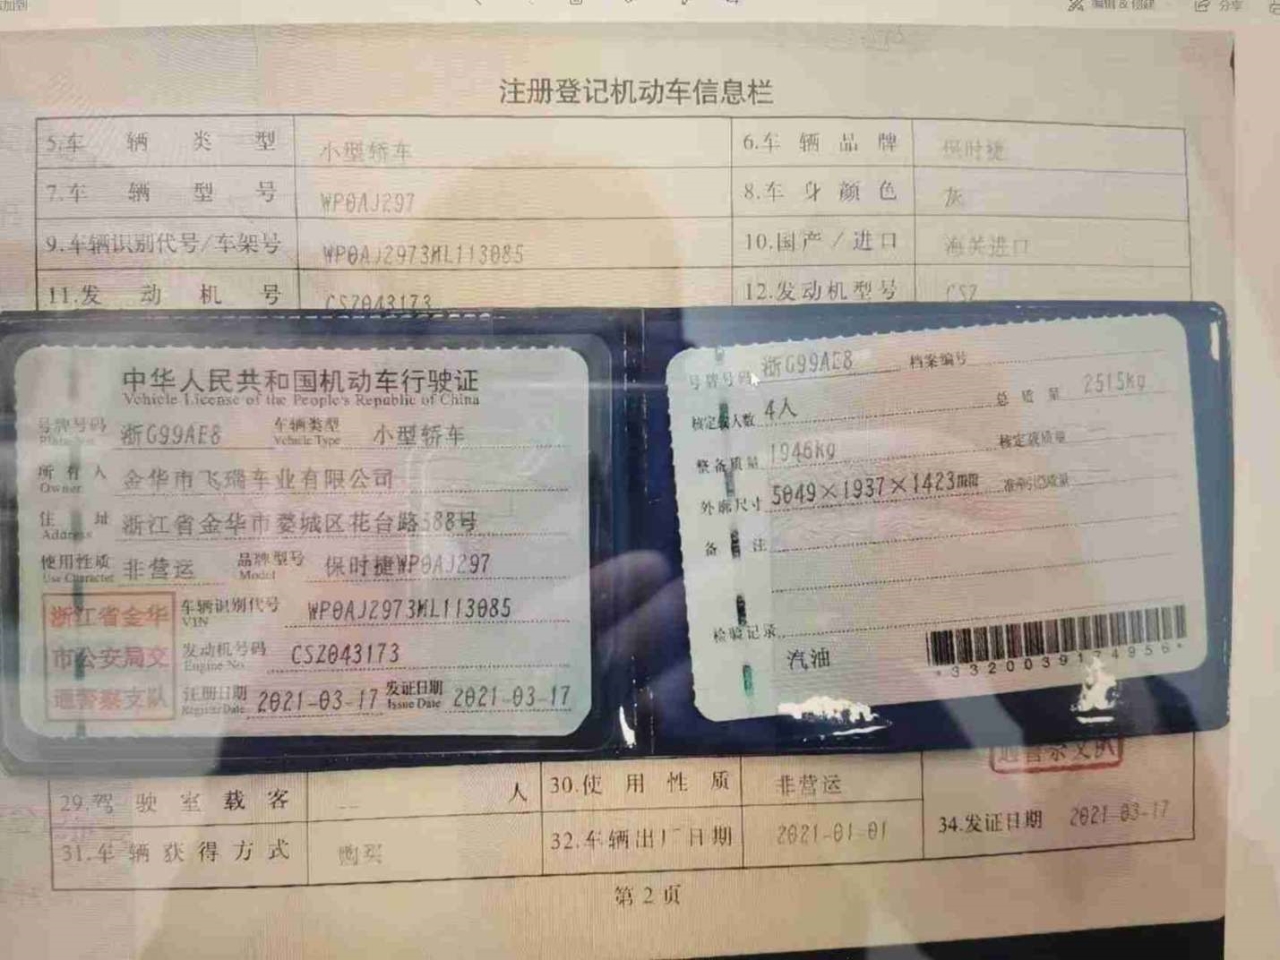 编辑&创建
分享
注册登记机动车信息栏
5.车辆类型 小型轿车 6.车辆品牌 保时捷
7.车辆型号 WP0AJ297 8.车身颜色 灰
9.车辆识别代号/车架号 WP0AJ2973ML113085 10.国产/进口 海关进口
11.发动机号 CSZ043173 12.发动机型号 CSZ
中华人民共和国机动车行驶证
Vehicle License of the People's Republic of China
号牌号码 浙G99AE8 车辆类型 小型轿车
Vehicle Type
所有人 金华市飞瑞车业有限公司
Owner
住址 浙江省金华市婺城区花台路588号
Address
使用性质 非营运 品牌型号 保时捷WP0AJ297
Use Character Model
浙江省金华市公安局交通警察支队
车辆识别代号 WP0AJ2973ML113085
VIN
发动机号码 CSZ043173
Engine No.
注册日期 2021-03-17 发证日期 2021-03-17
Register Date Issue Date
号牌号码 浙G99AE8 档案编号
核定载人数 4人 总质量 2515kg
整备质量 1946kg 核定载质量
外廓尺寸 5049×1937×1423mm 准牵引总质量
备注
检验记录
汽油
*3320039174956*
通警察支队
29.驾驶室载客 -- 人 30.使用性质 非营运
31.车辆获得方式 购买 32.车辆出厂日期 2021-01-01 34.发证日期 2021-03-17
第2页